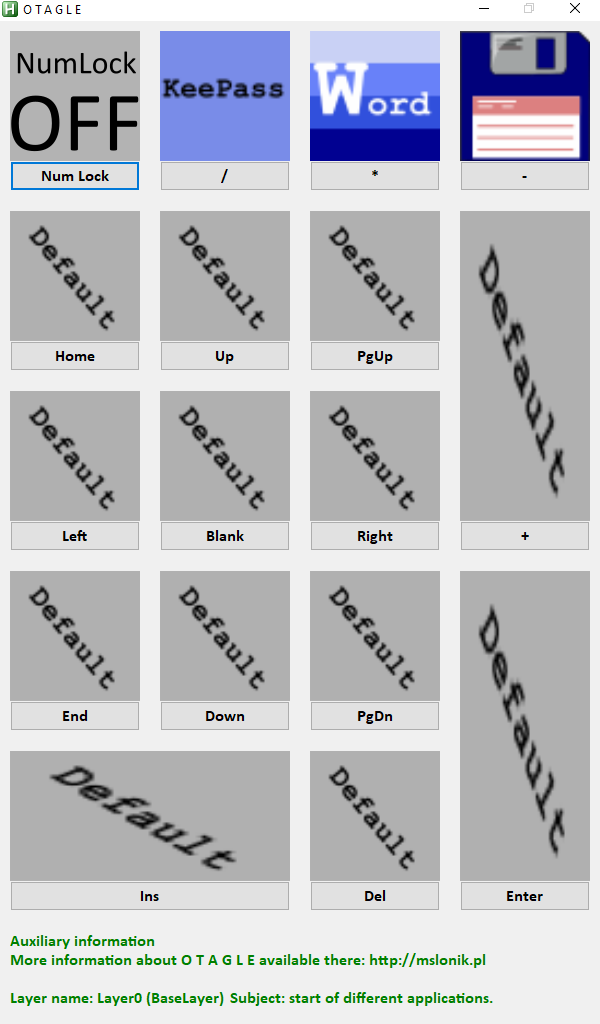 O T A G L E
NumLock
OFF
KeePass
Word
Num Lock
/
*
-
Default
Default
Default
Default
Home
Up
PgUp
Default
Default
Default
Left
Blank
Right
+
Default
Default
Default
Default
End
Down
PgDn
Default
Default
Ins
Del
Enter
Auxiliary information
More information about O T A G L E available there: http://mslonik.pl
Layer name: Layer0 (BaseLayer) Subject: start of different applications.